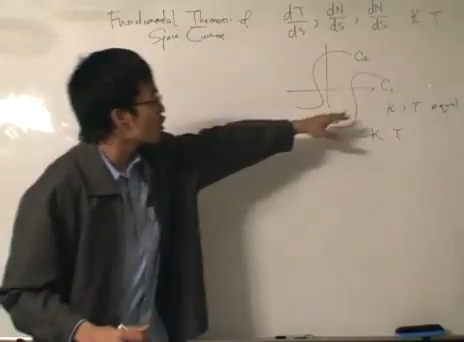 Fundamental Theorem of dT/ds, dN/ds, dN/ds K T
Space Curves
C₀
C₁
K, T equal
K T